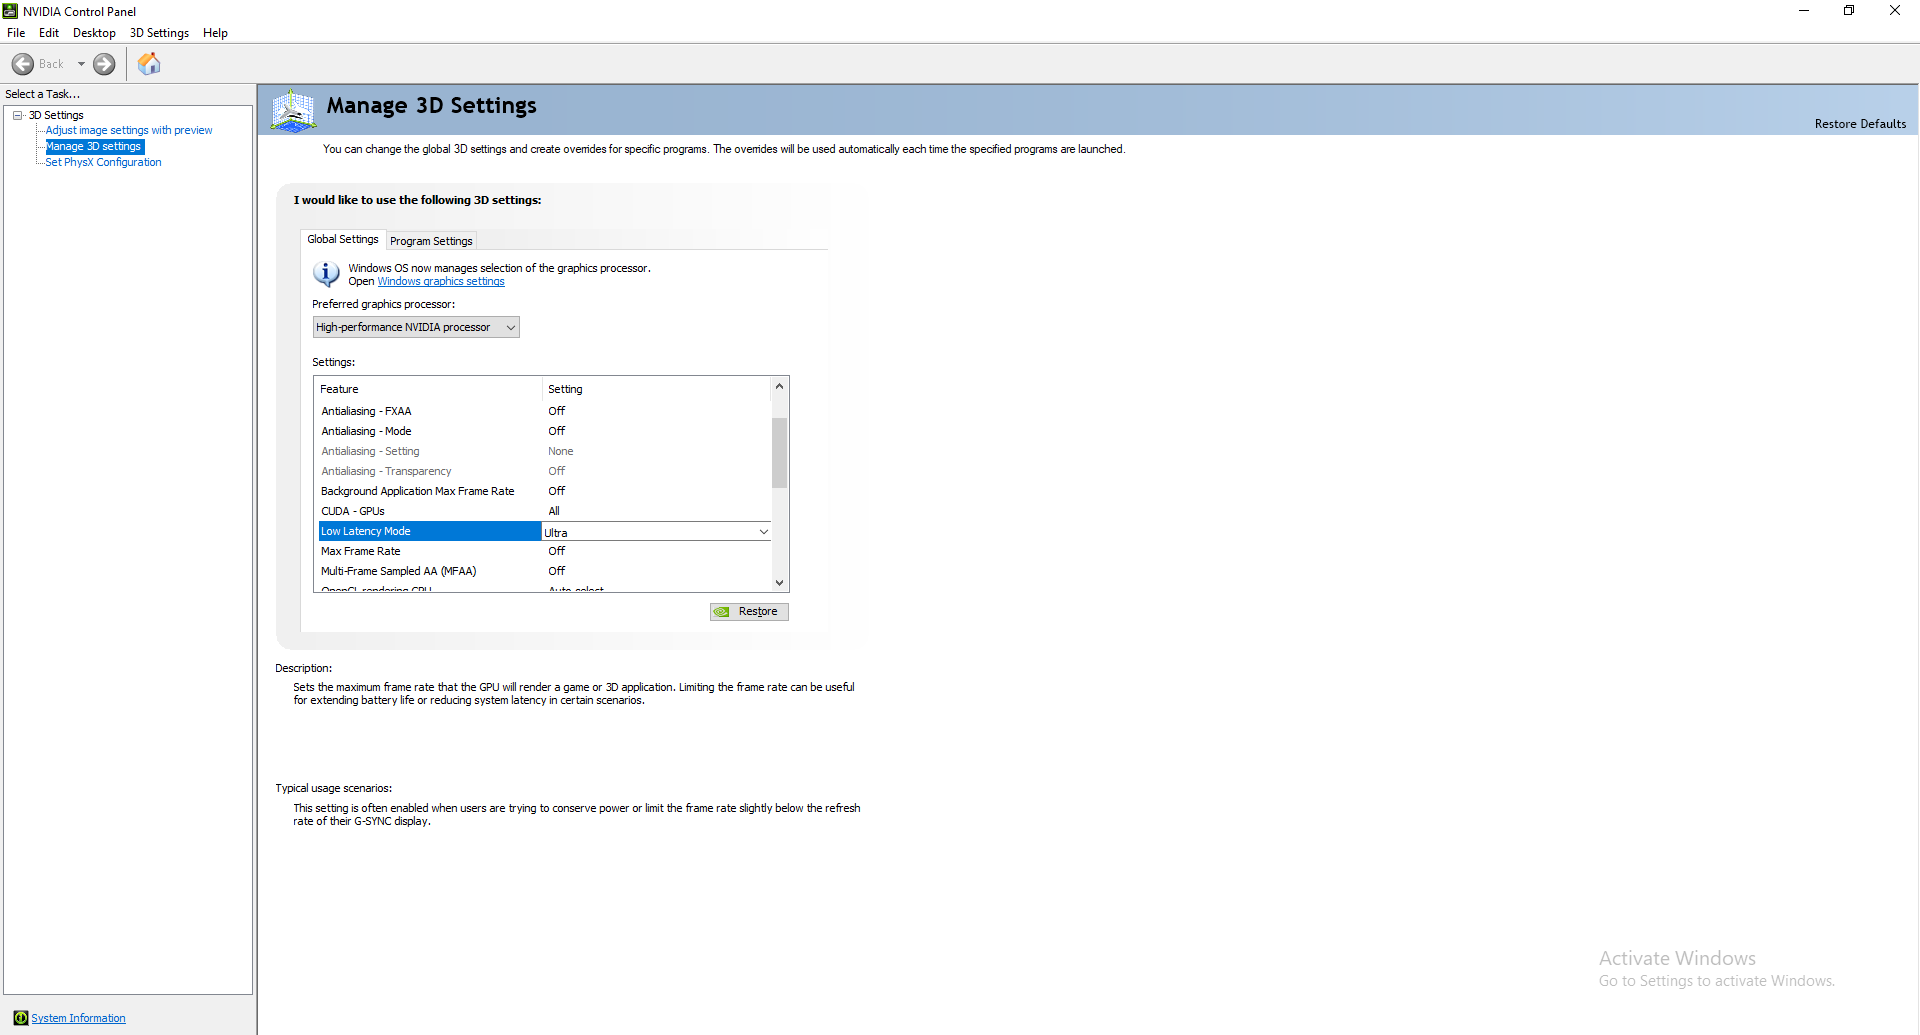 NVIDIA Control Panel
File Edit Desktop 3D Settings Help
Back
Select a Task...
3D Settings
Adjust image settings with preview
Manage 3D settings
Set PhysX Configuration
System Information
Manage 3D Settings
Restore Defaults
You can change the global 3D settings and create overrides for specific programs. The overrides will be used automatically each time the specified programs are launched.
I would like to use the following 3D settings:
Global Settings Program Settings
Windows OS now manages selection of the graphics processor.
Open Windows graphics settings
Preferred graphics processor:
High-performance NVIDIA processor
Settings:
Feature Setting
Antialiasing - FXAA Off
Antialiasing - Mode Off
Antialiasing - Setting None
Antialiasing - Transparency Off
Background Application Max Frame Rate Off
CUDA - GPUs All
Low Latency Mode Ultra
Max Frame Rate Off
Multi-Frame Sampled AA (MFAA) Off
OpenGL rendering GPU Auto-select
Restore
Description:
Sets the maximum frame rate that the GPU will render a game or 3D application. Limiting the frame rate can be useful
for extending battery life or reducing system latency in certain scenarios.
Typical usage scenarios:
This setting is often enabled when users are trying to conserve power or limit the frame rate slightly below the refresh
rate of their G-SYNC display.
Activate Windows
Go to Settings to activate Windows.